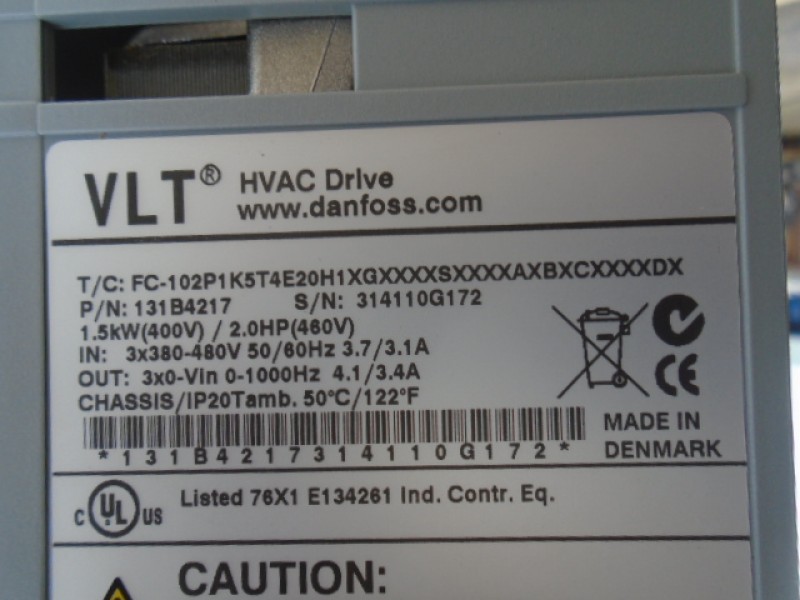 VLT® HVAC Drive
www.danfoss.com
T/C: FC-102P1K5T4E20H1XGXXXXSXXXXAXBXCXXXXDX
P/N: 131B4217 S/N: 314110G172
1.5kW(400V) / 2.0HP(460V)
IN: 3x380-480V 50/60Hz 3.7/3.1A
OUT: 3x0-Vin 0-1000Hz 4.1/3.4A
CHASSIS/IP20Tamb. 50°C/122°F
*131B4217314110G172*
MADE IN
DENMARK
CE
c UL US Listed 76X1 E134261 Ind. Contr. Eq.
CAUTION: